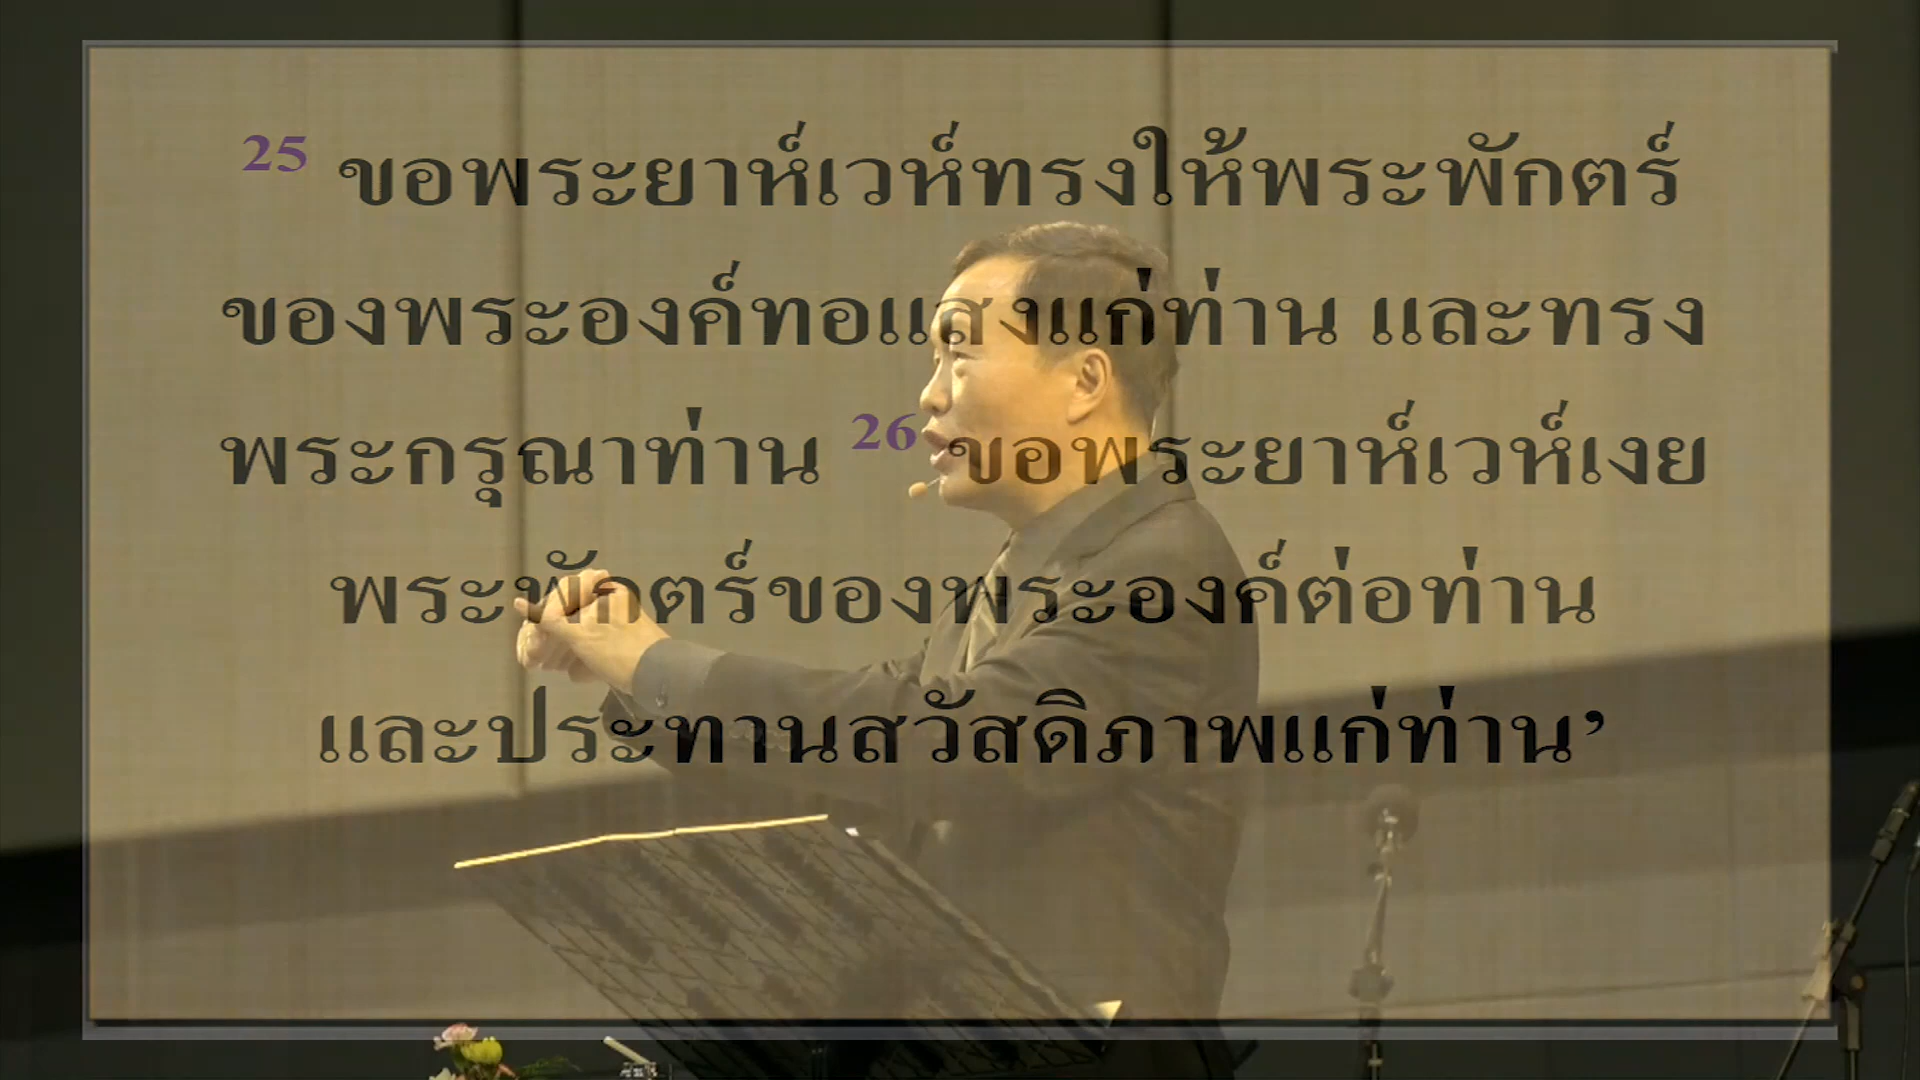 25 ขอพระยาห์เวห์ทรงให้พระพักตร์
ของพระองค์ทอแสงแก่ท่าน และทรง
พระกรุณาท่าน 26 ขอพระยาห์เวห์เงย
พระพักตร์ของพระองค์ต่อท่าน
และประทานสวัสดิภาพแก่ท่าน’